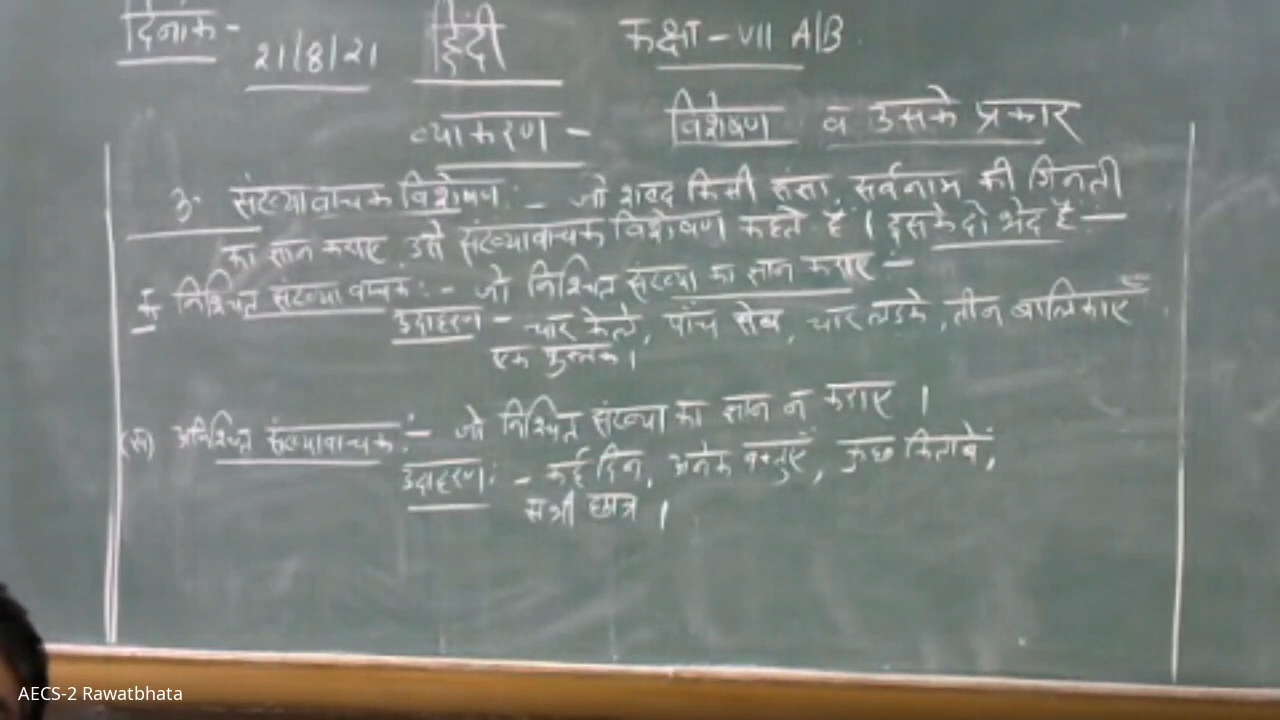 दिनांक- 21/8/21 हिंदी कक्षा - VII A/B
व्याकरण - विशेषण व उसके प्रकार
3. संख्यावाचक विशेषण :- जो शब्द किसी संज्ञा, सर्वनाम की गिनती
का ज्ञान कराए उसे संख्यावाचक विशेषण कहते हैं । इसके दो भेद हैं -
क निश्चित संख्या वाचक :- जो निश्चित संख्या का ज्ञान कराए -
उदाहरण - चार केले, पाँच सेब, चार लडके, तीन बालिकाएँ
एक पुस्तक।
(ख) अनिश्चित संख्यावाचक :- जो निश्चित संख्या का ज्ञान न कराए ।
उदाहरण :- कई दिन, अनेक वस्तुएँ, कुछ किताबें,
सभी छात्र ।
AECS-2 Rawatbhata